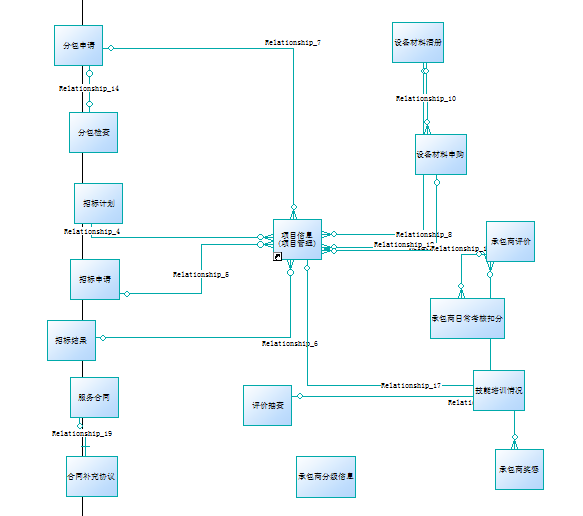 分包申请
Relationship_7
设备材料清册
Relationship_14
Relationship_10
分包检查
设备材料申购
招标计划
Relationship_4
项目信息
(项目管理)
Relationship_8
Relationship_12
承包商评价
招标申请
Relationship_5
承包商日常考核扣分
招标结果
Relationship_6
服务合同
评价抽查
Relationship_17
技能培训情况
Relationship_19
合同补充协议
承包商分级信息
承包商奖惩